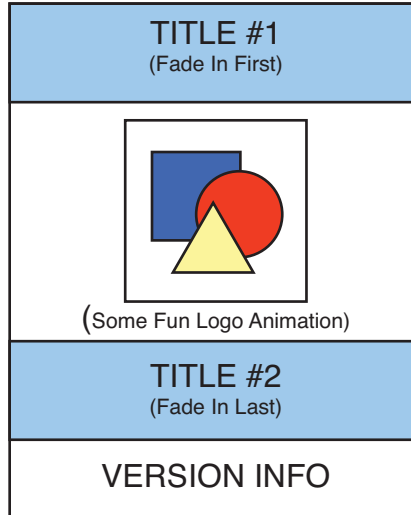 TITLE #1
(Fade In First)
(Some Fun Logo Animation)
TITLE #2
(Fade In Last)
VERSION INFO